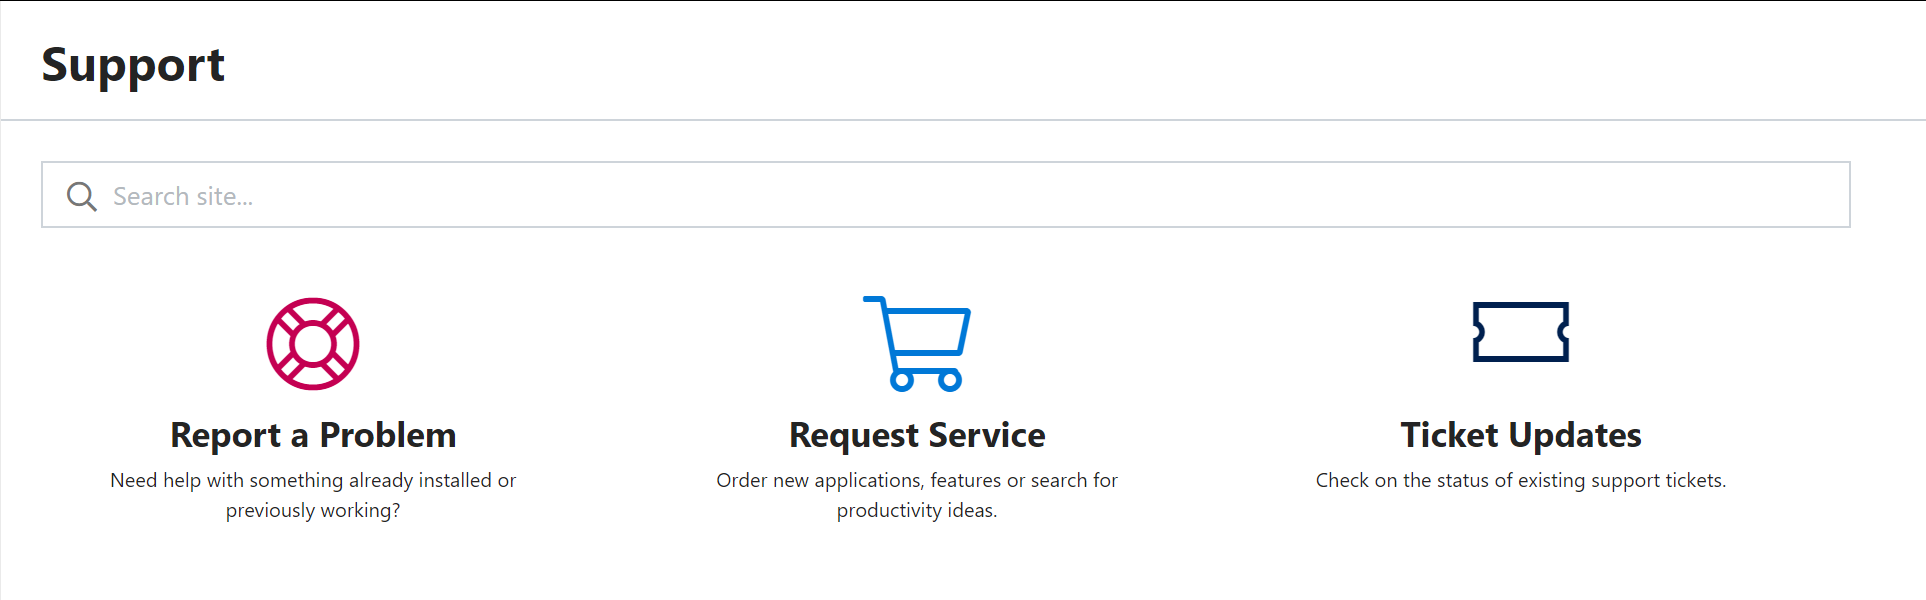 Support
Search site...
Report a Problem
Need help with something already installed or
previously working?
Request Service
Order new applications, features or search for
productivity ideas.
Ticket Updates
Check on the status of existing support tickets.